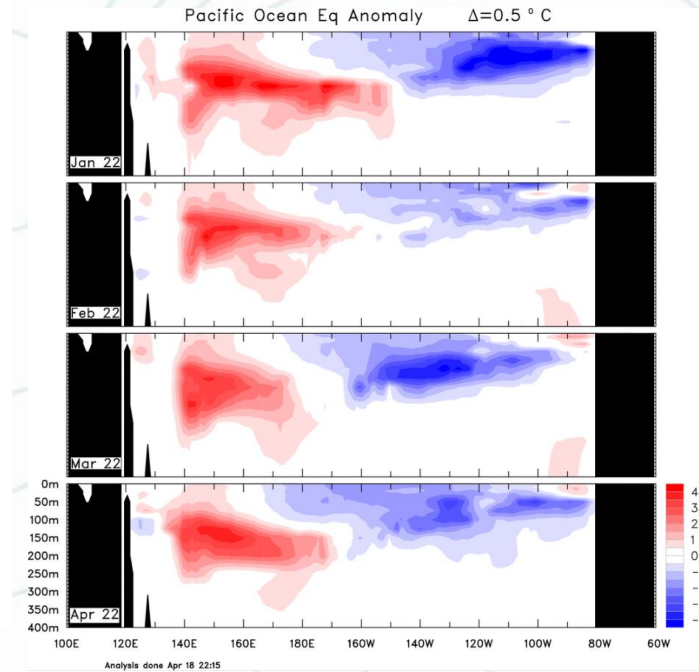 Pacific Ocean Eq Anomaly Δ=0.5 ° C
Jan 22
Feb 22
Mar 22
0m
50m
100m
150m
200m
250m
300m
350m
400m
Apr 22
4
3
2
1
0
-
-
-
-
100E 120E 140E 160E 180E 160W 140W 120W 100W 80W 60W
Analysis done Apr 18 22:15